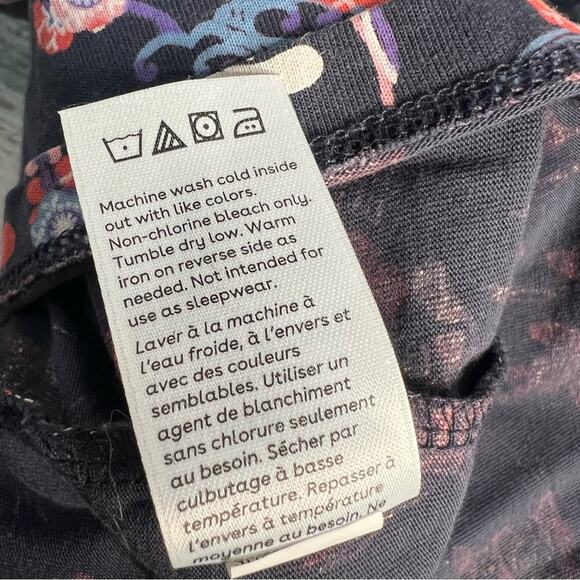 Machine wash cold inside
out with like colors.
Non-chlorine bleach only.
Tumble dry low. Warm
iron on reverse side as
needed. Not intended for
use as sleepwear.
Laver à la machine à
l'eau froide, à l'envers et
avec des couleurs
semblables. Utiliser un
agent de blanchiment
sans chlorure seulement
au besoin. Sécher par
culbutage à basse
température. Repasser à
l'envers à température
moyenne au besoin. Ne